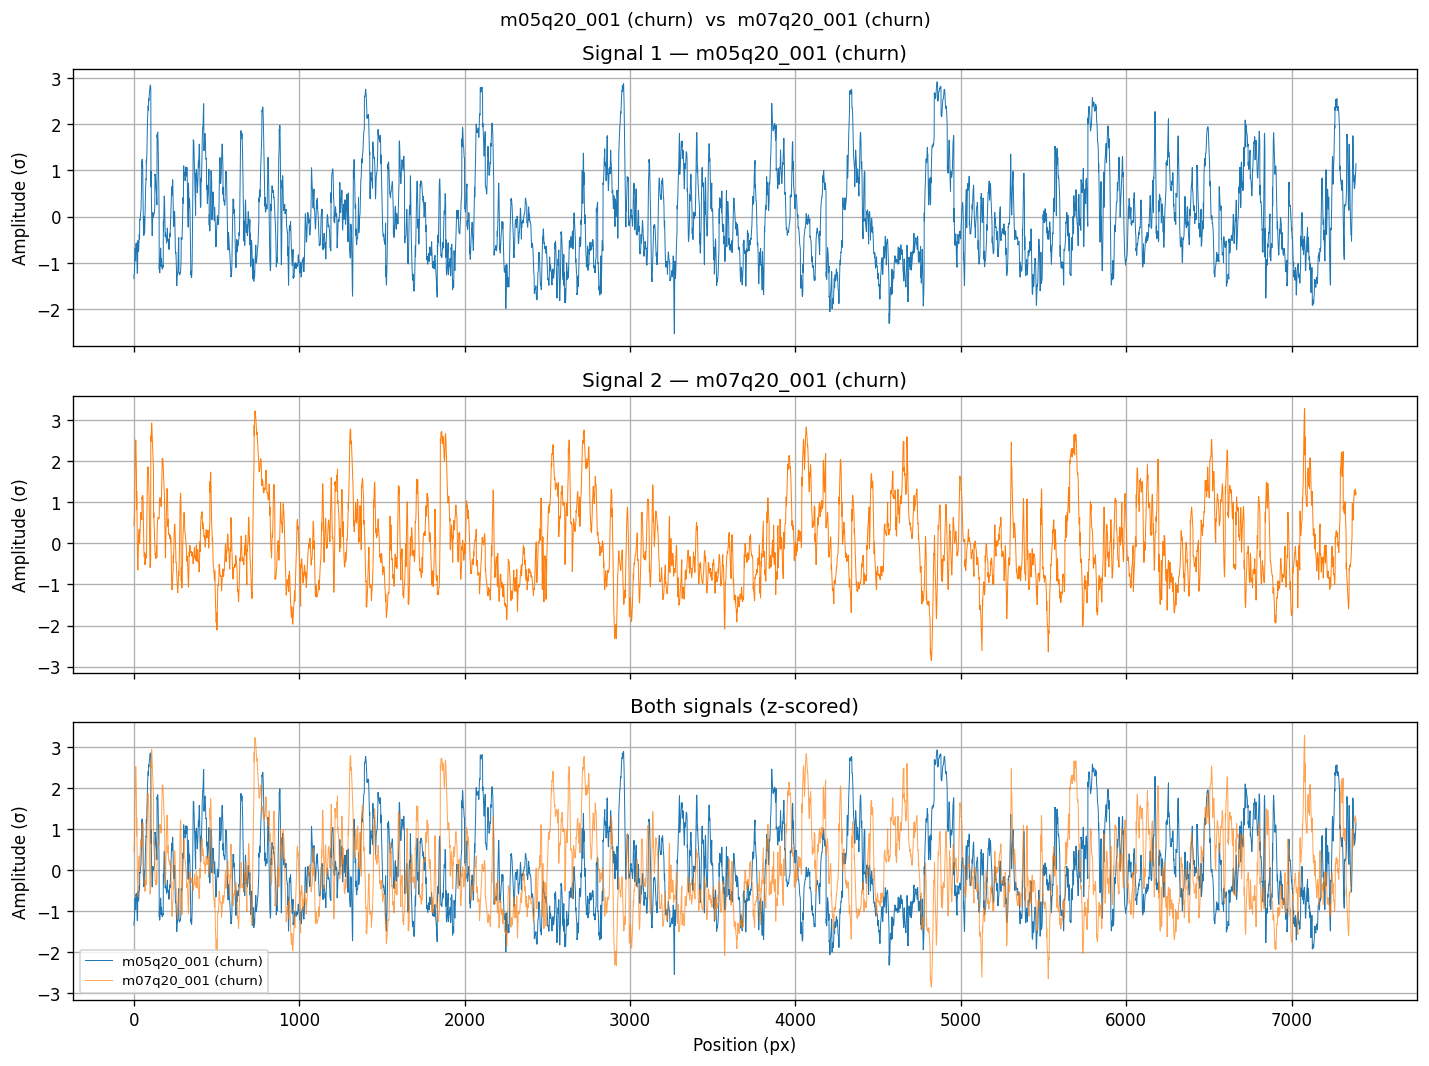 m05q20_001 (churn)  vs  m07q20_001 (churn)
Signal 1 — m05q20_001 (churn)
3
2
1
0
−1
−2
Amplitude (σ)
Signal 2 — m07q20_001 (churn)
3
2
1
0
−1
−2
−3
Amplitude (σ)
Both signals (z-scored)
3
2
1
0
−1
−2
−3
Amplitude (σ)
m05q20_001 (churn)
m07q20_001 (churn)
0 1000 2000 3000 4000 5000 6000 7000
Position (px)